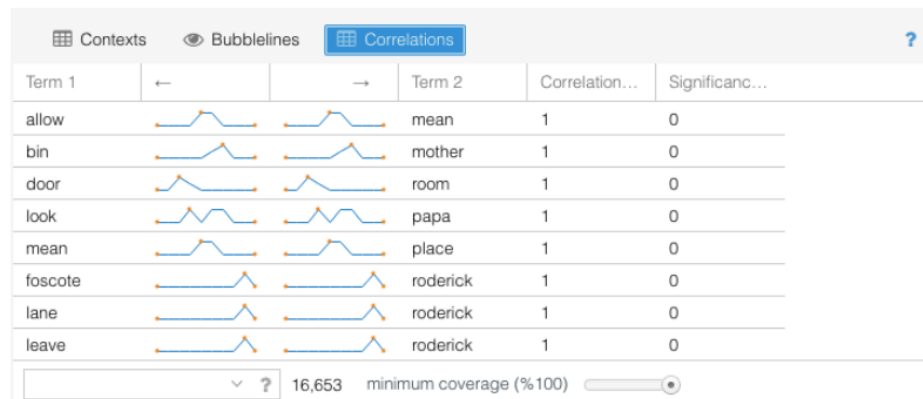 Contexts Bubblelines Correlations ?
Term 1 ← → Term 2 Correlation... Significanc...
allow mean 1 0
bin mother 1 0
door room 1 0
look papa 1 0
mean place 1 0
foscote roderick 1 0
lane roderick 1 0
leave roderick 1 0
? 16,653 minimum coverage (%100)